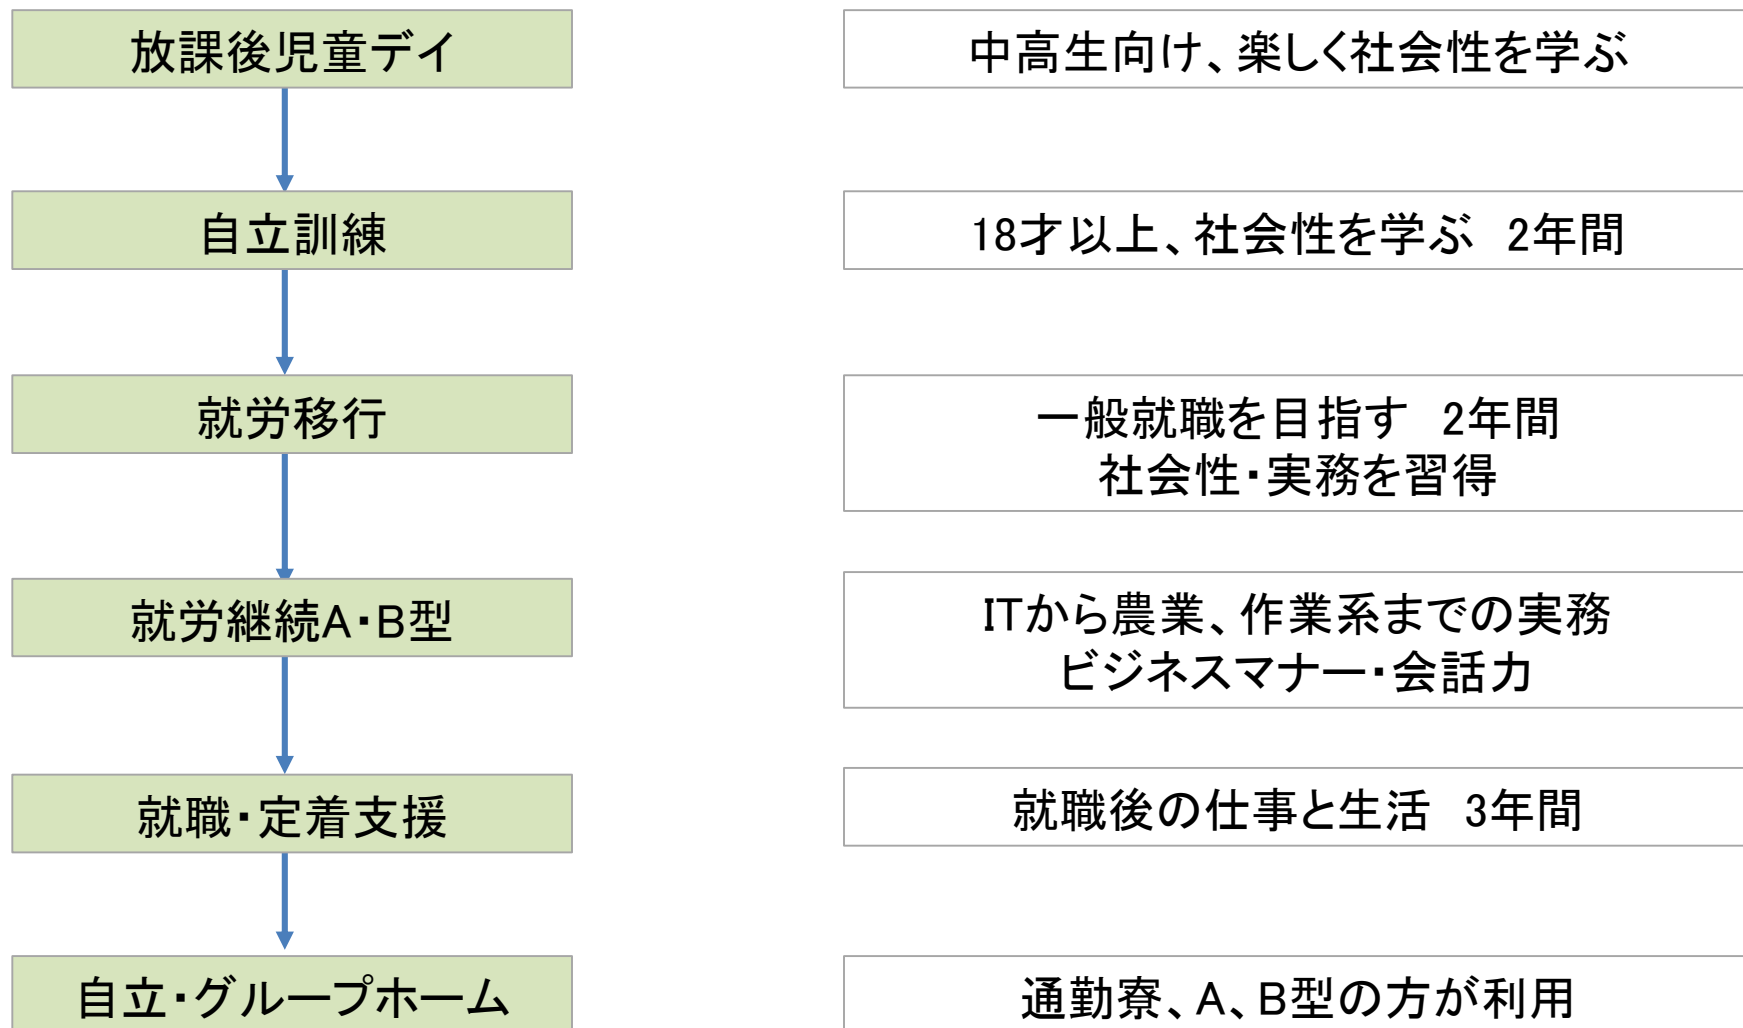 放課後児童デイ
中高生向け、楽しく社会性を学ぶ
自立訓練
18才以上、社会性を学ぶ　2年間
就労移行
一般就職を目指す　2年間
社会性・実務を習得
就労継続A・B型
ITから農業、作業系までの実務
ビジネスマナー・会話力
就職・定着支援
就職後の仕事と生活　3年間
自立・グループホーム
通勤寮、A、B型の方が利用